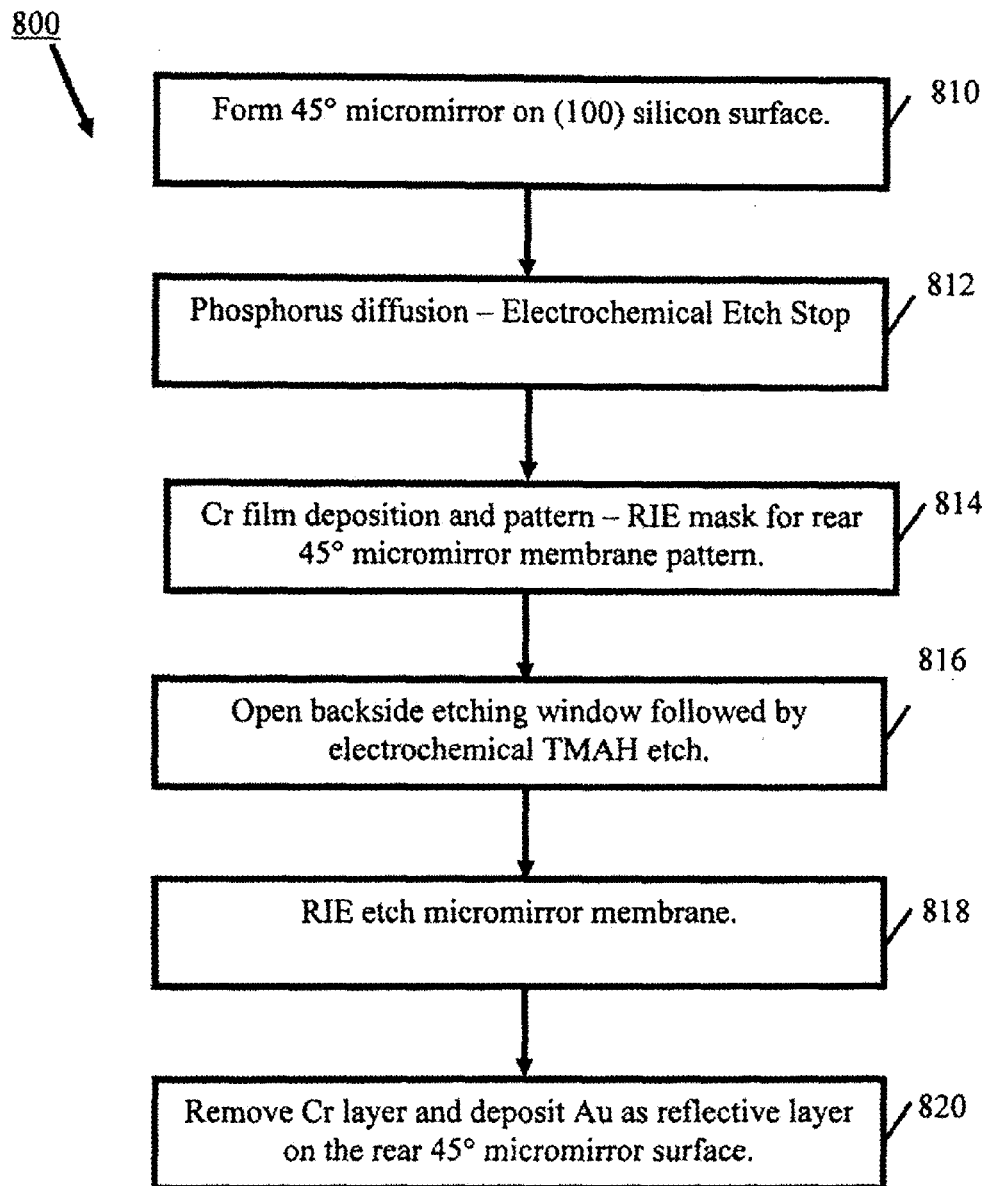 800
Form 45° micromirror on (100) silicon surface.
810
Phosphorus diffusion – Electrochemical Etch Stop
812
Cr film deposition and pattern – RIE mask for rear
45° micromirror membrane pattern.
814
Open backside etching window followed by
electrochemical TMAH etch.
816
RIE etch micromirror membrane.
818
Remove Cr layer and deposit Au as reflective layer
on the rear 45° micromirror surface.
820